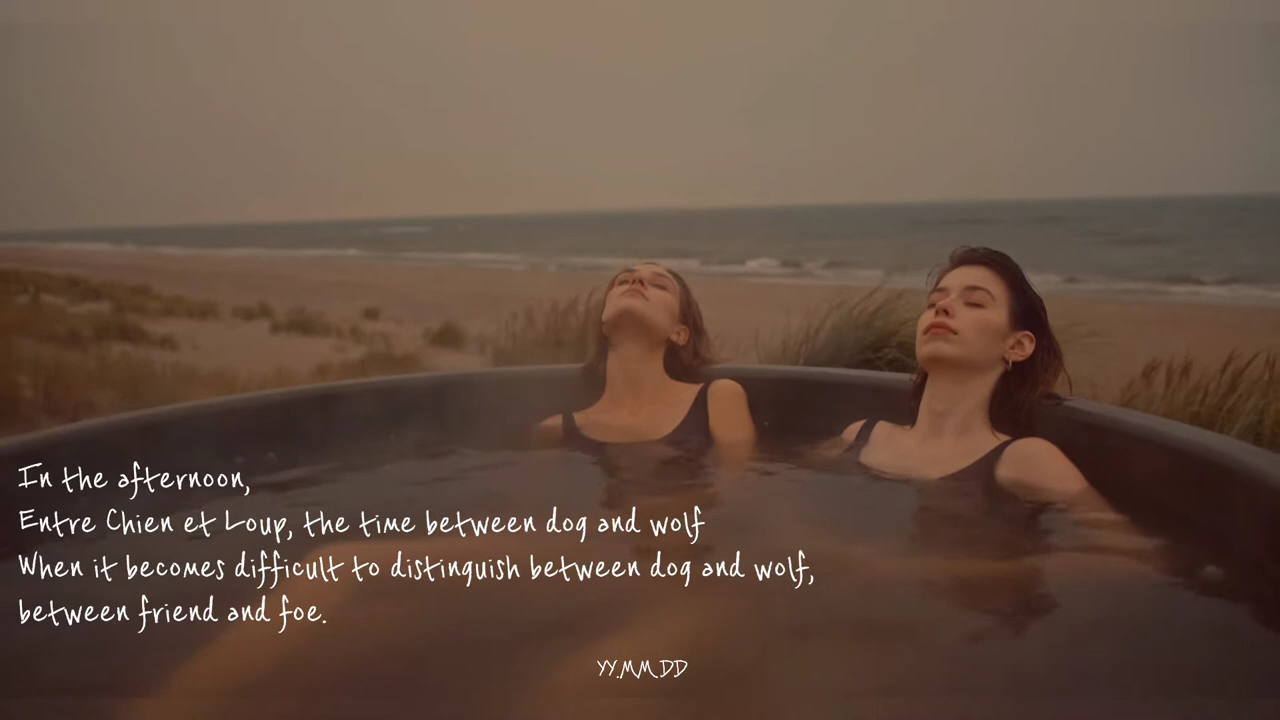 In the afternoon,
Entre Chien et Loup, the time between dog and wolf
When it becomes difficult to distinguish between dog and wolf,
between friend and foe.
YY.MM.DD